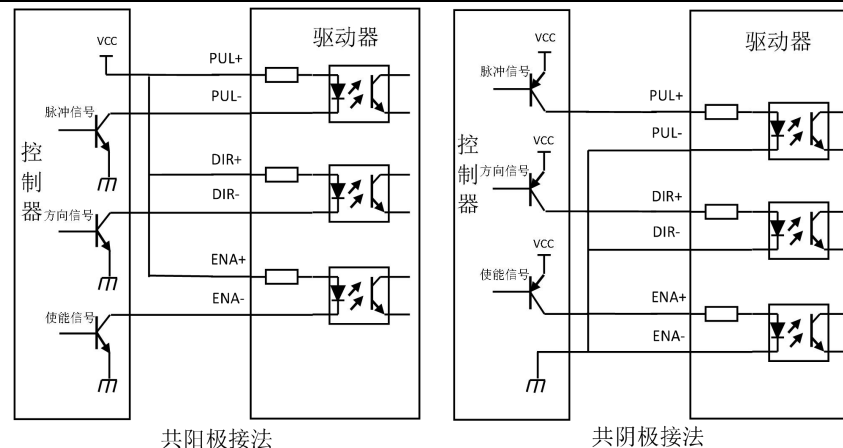 VCC
脉冲信号
控制器
方向信号
使能信号
驱动器
PUL+
PUL-
DIR+
DIR-
ENA+
ENA-
共阳极接法
VCC
脉冲信号
VCC
控制器
方向信号
VCC
使能信号
驱动器
PUL+
PUL-
DIR+
DIR-
ENA+
ENA-
共阴极接法